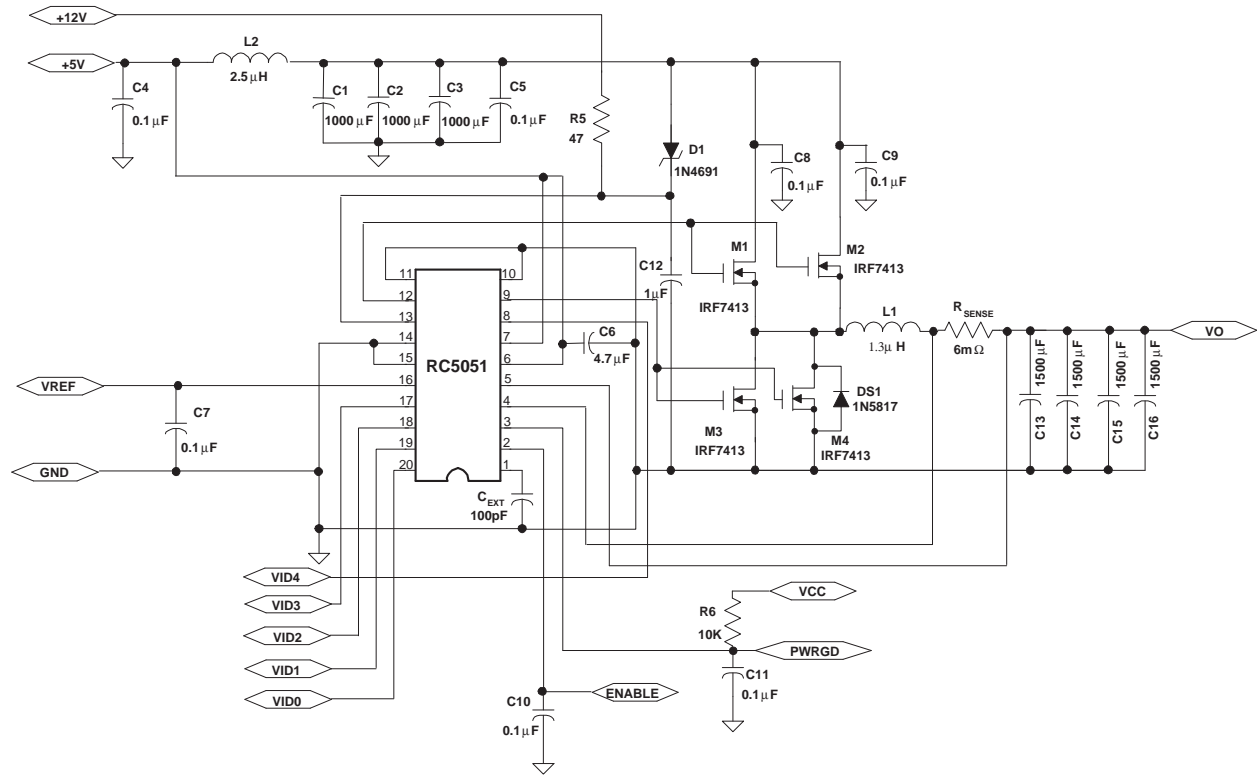 +12V
+5V
L2
2.5µH
C4
0.1µF
C1
1000µF
C2
1000µF
C3
1000µF
C5
0.1µF
R5
47
D1
1N4691
C8
0.1µF
C9
0.1µF
C12
1µF
M1
IRF7413
M2
IRF7413
11
12
13
14
15
16
17
18
19
20
RC5051
10
9
8
7
6
5
4
3
2
1
C6
4.7µF
L1
1.3µ H
RSENSE
6mΩ
VO
M3
IRF7413
M4
IRF7413
DS1
1N5817
1500µF
C13
1500µF
C14
1500µF
C15
1500µF
C16
VREF
C7
0.1µF
GND
CEXT
100pF
VID4
VID3
VID2
VID1
VID0
VCC
R6
10K
PWRGD
C11
0.1µF
ENABLE
C10
0.1µF